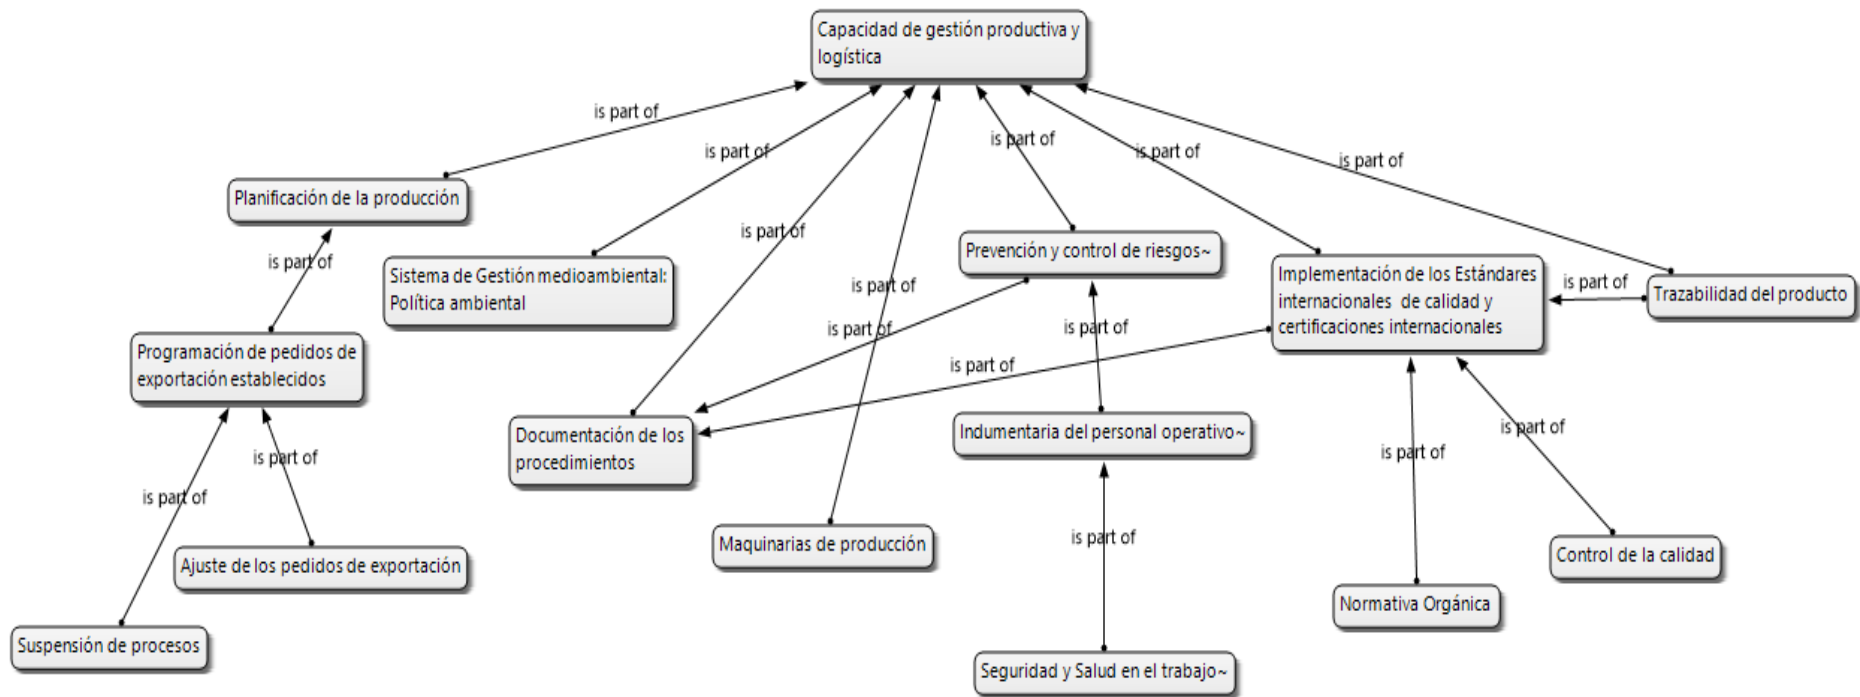 Capacidad de gestión productiva y
logística
is part of
is part of
is part of
is part of
is part of
Planificación de la producción
is part of
Prevención y control de riesgos~
is part of
Sistema de Gestión medioambiental:
Política ambiental
Implementación de los Estándares
internacionales de calidad y
certificaciones internacionales
is part of
Trazabilidad del producto
is part of
is part of
is part of
Programación de pedidos de
exportación establecidos
is part of
Documentación de los
procedimientos
Indumentaria del personal operativo~
is part of
is part of
is part of
is part of
Maquinarias de producción
is part of
Control de la calidad
Ajuste de los pedidos de exportación
Normativa Orgánica
Suspensión de procesos
Seguridad y Salud en el trabajo~